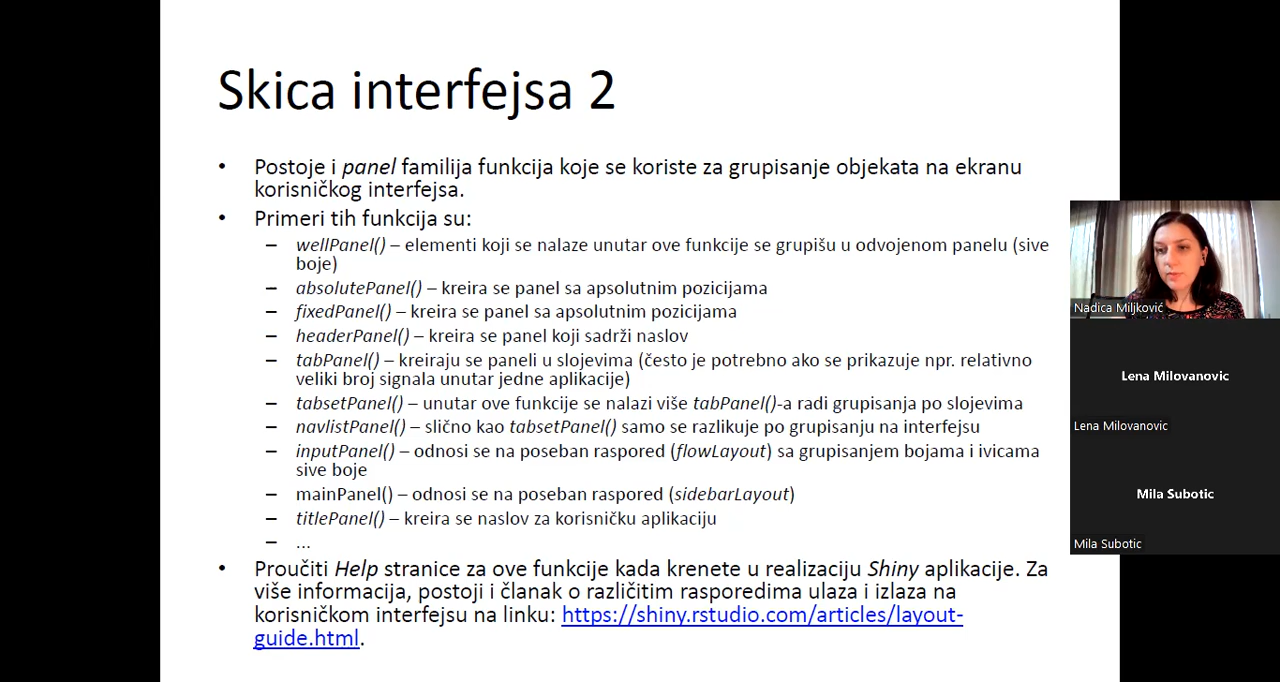 Skica interfejsa 2
• Postoje i panel familija funkcija koje se koriste za grupisanje objekata na ekranu
korisničkog interfejsa.
• Primeri tih funkcija su:
– wellPanel() – elementi koji se nalaze unutar ove funkcije se grupišu u odvojenom panelu (sive
boje)
– absolutePanel() – kreira se panel sa apsolutnim pozicijama
– fixedPanel() – kreira se panel sa apsolutnim pozicijama
– headerPanel() – kreira se panel koji sadrži naslov
– tabPanel() – kreiraju se paneli u slojevima (često je potrebno ako se prikazuje npr. relativno
veliki broj signala unutar jedne aplikacije)
– tabsetPanel() – unutar ove funkcije se nalazi više tabPanel()-a radi grupisanja po slojevima
– navlistPanel() – slično kao tabsetPanel() samo se razlikuje po grupisanju na interfejsu
– inputPanel() – odnosi se na poseban raspored (flowLayout) sa grupisanjem bojama i ivicama
sive boje
– mainPanel() – odnosi se na poseban raspored (sidebarLayout)
– titlePanel() – kreira se naslov za korisničku aplikaciju
– ...
• Proučiti Help stranice za ove funkcije kada krenete u realizaciju Shiny aplikacije. Za
više informacija, postoji i članak o različitim rasporedima ulaza i izlaza na
korisničkom interfejsu na linku: https://shiny.rstudio.com/articles/layout-
guide.html.
Nadica Miljković
Lena Milovanovic
Lena Milovanovic
Mila Subotic
Mila Subotic